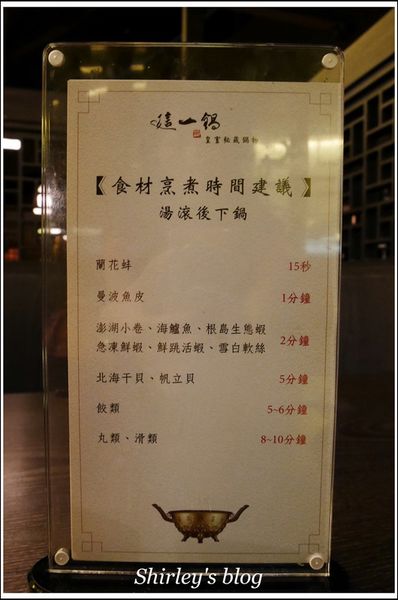 這一鍋
皇室秘藏鍋物
【食材烹煮時間建議】
湯滾後下鍋
蘭花蚌 15秒
曼波魚皮 1分鐘
澎湖小卷、海鱸魚、根島生態蝦
急凍鮮蝦、鮮跳活蝦、雪白軟絲 2分鐘
北海干貝、帆立貝 5分鐘
餃類 5~6分鐘
丸類、滑類 8~10分鐘
Shirley's blog